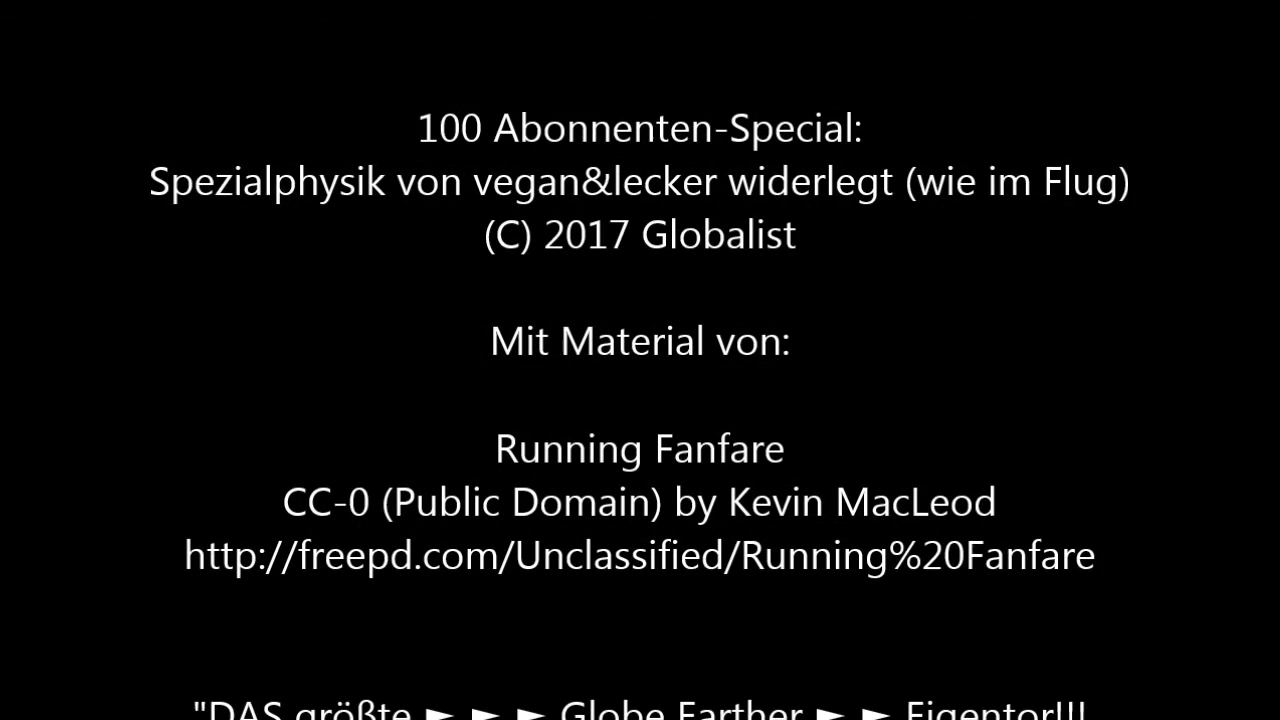 100 Abonnenten-Special:
Spezialphysik von vegan&lecker widerlegt (wie im Flug)
(C) 2017 Globalist
Mit Material von:
Running Fanfare
CC-0 (Public Domain) by Kevin MacLeod
http://freepd.com/Unclassified/Running%20Fanfare
"DAS größte ► ► ► Globe Earther ► ► Eigentor!!!